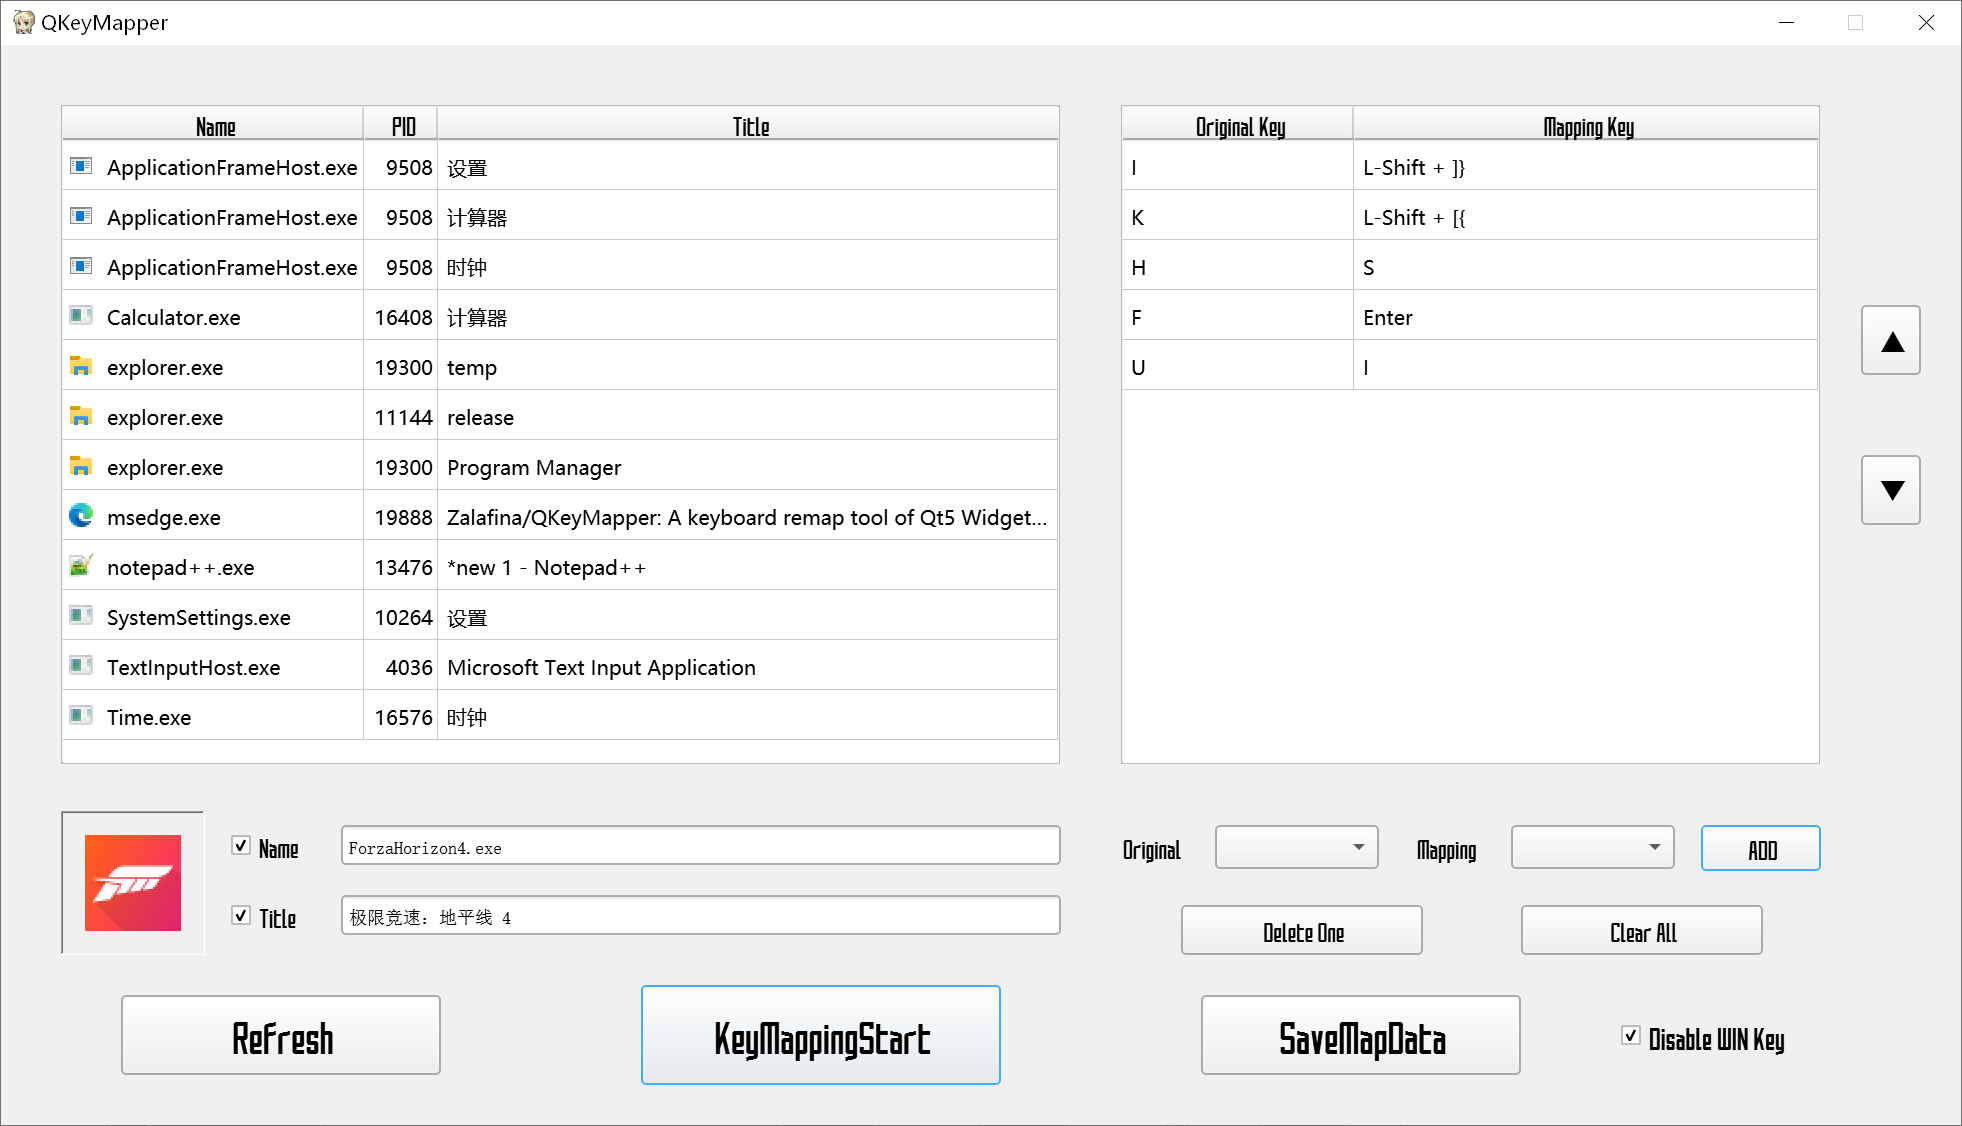 QKeyMapper
Name PID Title
ApplicationFrameHost.exe 9508 设置
ApplicationFrameHost.exe 9508 计算器
ApplicationFrameHost.exe 9508 时钟
Calculator.exe 16408 计算器
explorer.exe 19300 temp
explorer.exe 11144 release
explorer.exe 19300 Program Manager
msedge.exe 19888 Zalafina/QKeyMapper: A keyboard remap tool of Qt5 Widget...
notepad++.exe 13476 *new 1 - Notepad++
SystemSettings.exe 10264 设置
TextInputHost.exe 4036 Microsoft Text Input Application
Time.exe 16576 时钟
Original Key Mapping Key
I L-Shift + ]}
K L-Shift + [{
H S
F Enter
U I
▲
▼
Name ForzaHorizon4.exe
Title 极限竞速：地平线 4
Original Mapping ADD
Delete One Clear All
Refresh KeyMappingStart SaveMapData Disable WIN Key